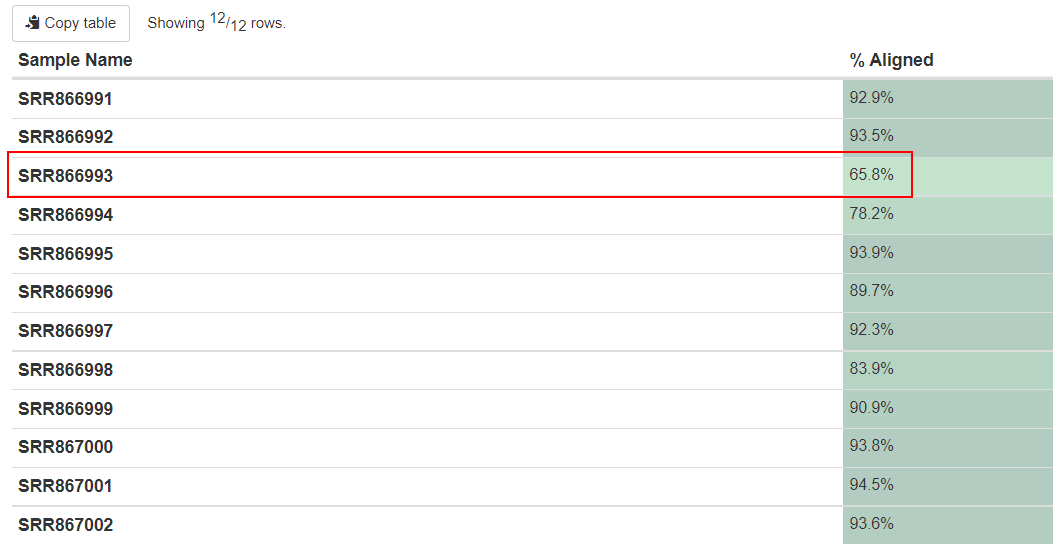 Copy table Showing 12/12 rows.
Sample Name % Aligned
SRR866991 92.9%
SRR866992 93.5%
SRR866993 65.8%
SRR866994 78.2%
SRR866995 93.9%
SRR866996 89.7%
SRR866997 92.3%
SRR866998 83.9%
SRR866999 90.9%
SRR867000 93.8%
SRR867001 94.5%
SRR867002 93.6%